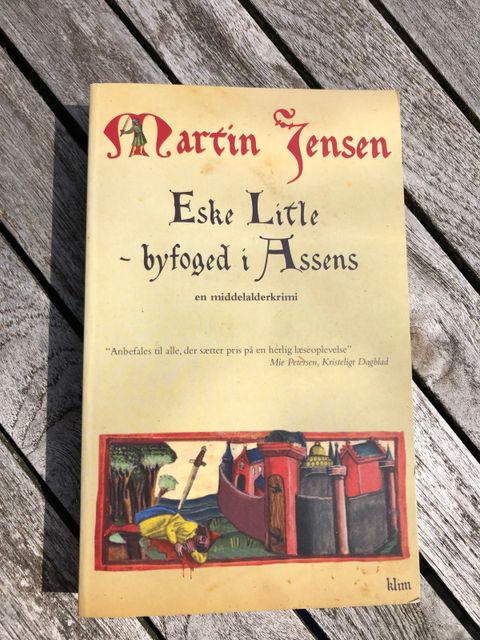 Martin Jensen
Eske Litle
- byfoged i Assens
en middelalderkrimi
“Anbefales til alle, der sætter pris på en herlig læseoplevelse”
Mie Petersen, Kristeligt Dagblad
klim